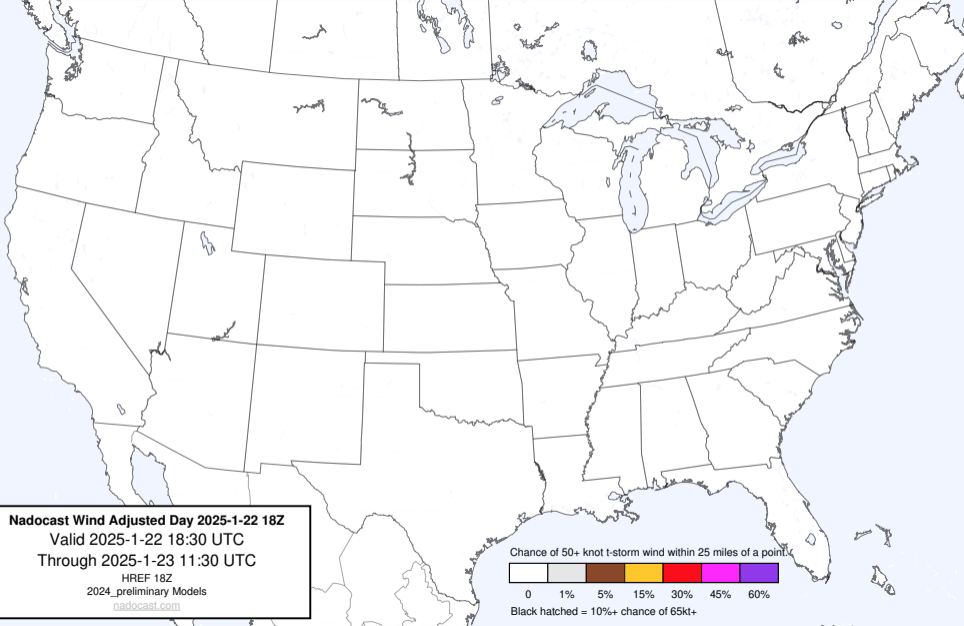 Nadocast Wind Adjusted Day 2025-1-22 18Z
Valid 2025-1-22 18:30 UTC
Through 2025-1-23 11:30 UTC
HREF 18Z
2024_preliminary Models
nadocast.com
Chance of 50+ knot t-storm wind within 25 miles of a point.
0 1% 5% 15% 30% 45% 60%
Black hatched = 10%+ chance of 65kt+